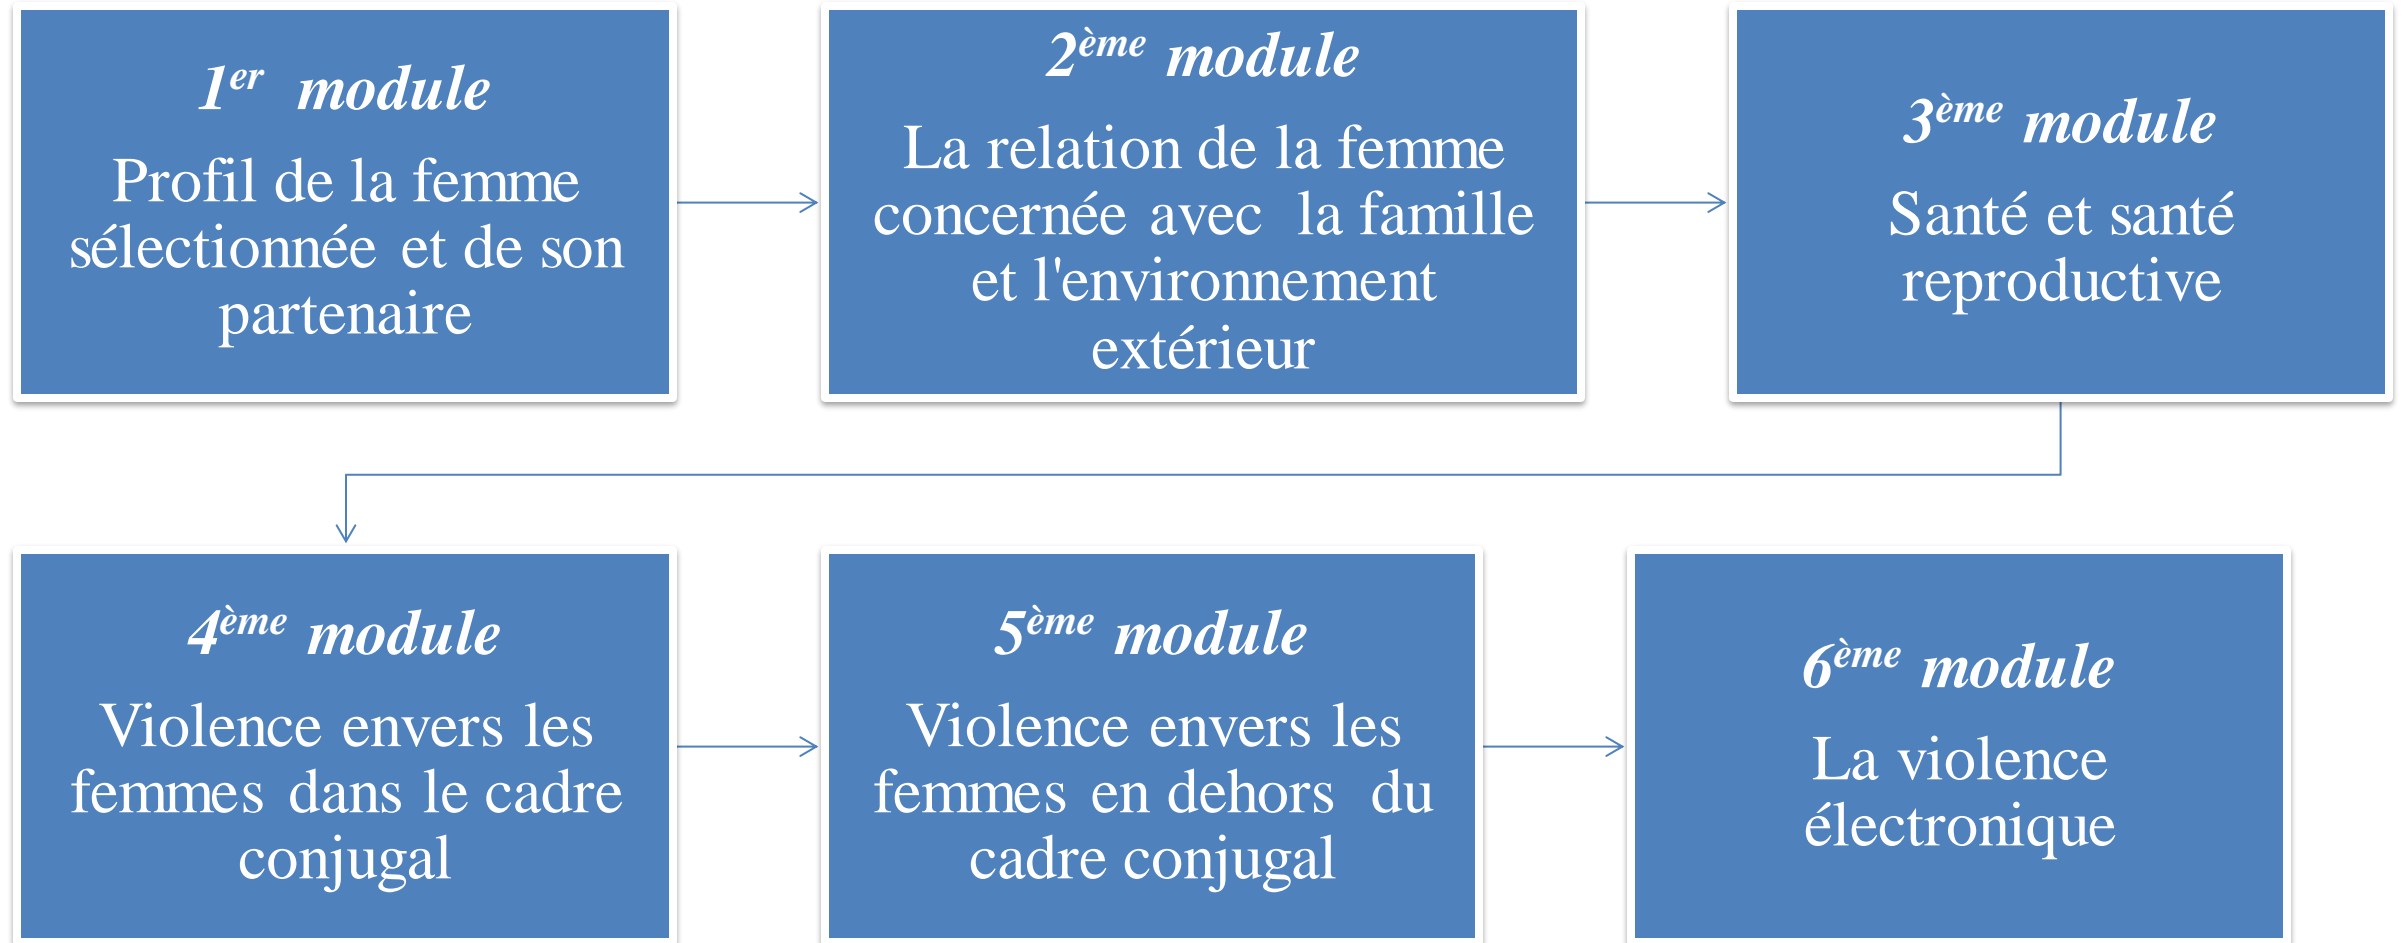 1er module
Profil de la femme
sélectionnée et de son
partenaire
2ème module
La relation de la femme
concernée avec la famille
et l'environnement
extérieur
3ème module
Santé et santé
reproductive
4ème module
Violence envers les
femmes dans le cadre
conjugal
5ème module
Violence envers les
femmes en dehors du
cadre conjugal
6ème module
La violence
électronique